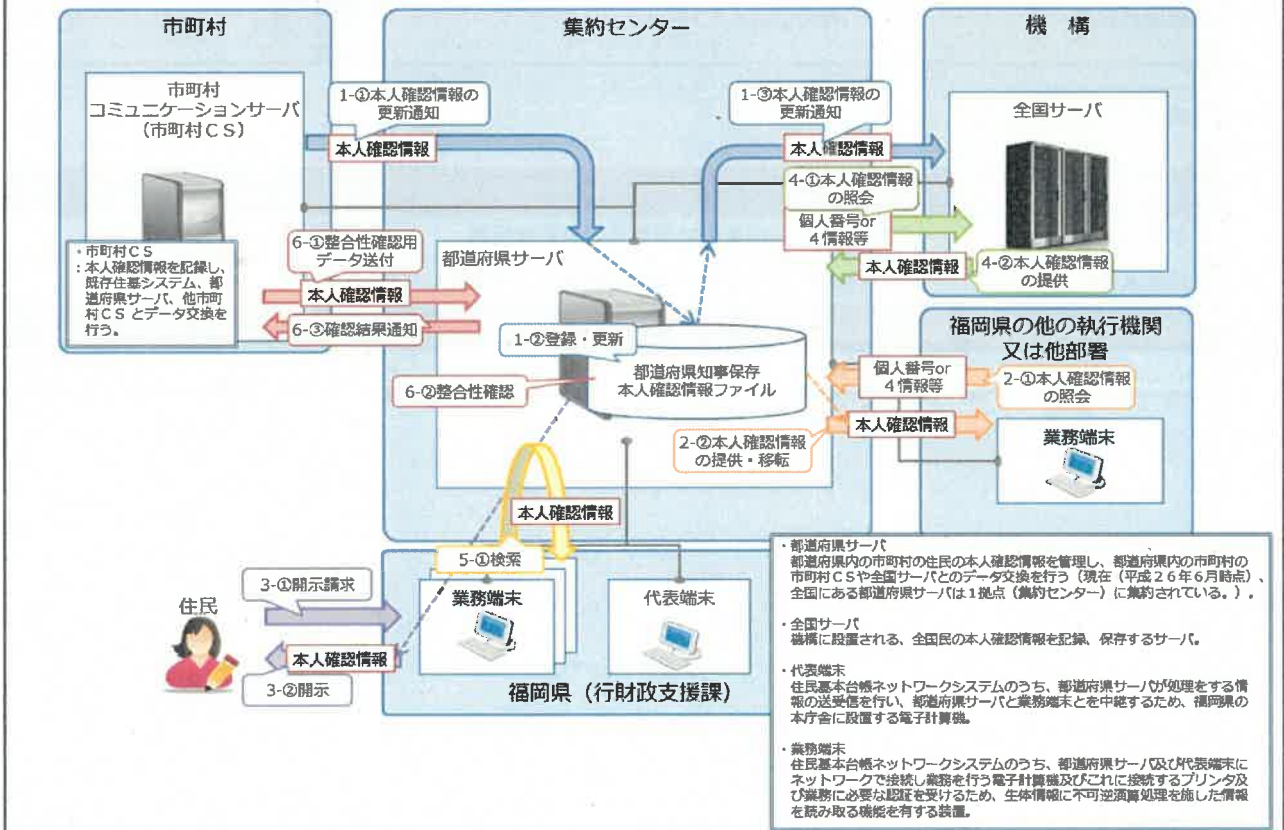 市町村
集約センター
機 構
市町村
コミュニケーションサーバ
（市町村ＣＳ）
1-①本人確認情報の
更新通知
本人確認情報
1-③本人確認情報の
更新通知
本人確認情報
全国サーバ
4-①本人確認情報
の照会
個人番号or
４情報等
本人確認情報
4-②本人確認情報
の提供
・市町村ＣＳ
：本人確認情報を記録し、
既存住基システム、都
道府県サーバ、他市町
村ＣＳ とデータ交換を
行う。
6-①整合性確認用
データ送付
本人確認情報
6-③確認結果通知
都道府県サーバ
1-②登録・更新
6-②整合性確認
都道府県知事保存
本人確認情報ファイル
福岡県の他の執行機関
又は他部署
個人番号or
４情報等
2-①本人確認情報
の照会
本人確認情報
2-②本人確認情報
の提供・移転
業務端末
本人確認情報
5-①検索
業務端末
代表端末
福岡県（行財政支援課）
3-①開示請求
住民
本人確認情報
3-②開示
・都道府県サーバ
都道府県内の市町村の住民の本人確認情報を管理し、都道府県内の市町村の
市町村ＣＳや全国サーバとのデータ交換を行う（現在（平成２６年６月時点）、
全国にある都道府県サーバは１拠点（集約センター）に集約されている。）。
・全国サーバ
機構に設置される、全国民の本人確認情報を記録、保存するサーバ。
・代表端末
住民基本台帳ネットワークシステムのうち、都道府県サーバが処理をする情
報の送受信を行い、都道府県サーバと業務端末とを中継するため、福岡県の
本庁舎に設置する電子計算機。
・業務端末
住民基本台帳ネットワークシステムのうち、都道府県サーバ及び代表端末に
ネットワークで接続し業務を行う電子計算機及びこれに接続するプリンタ及
び業務に必要な認証を受けるため、生体情報に不可逆演算処理を施した情報
を読み取る機能を有する装置。